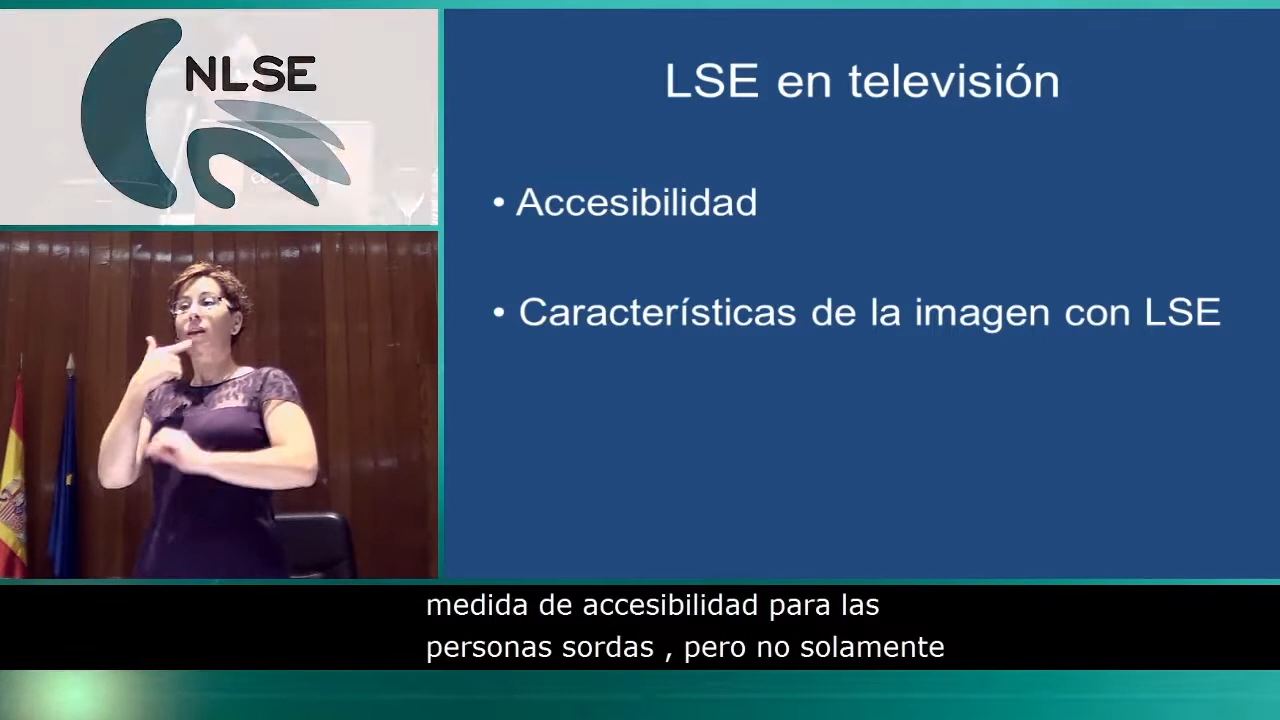 NLSE
LSE en televisión
• Accesibilidad
• Características de la imagen con LSE
medida de accesibilidad para las
personas sordas , pero no solamente